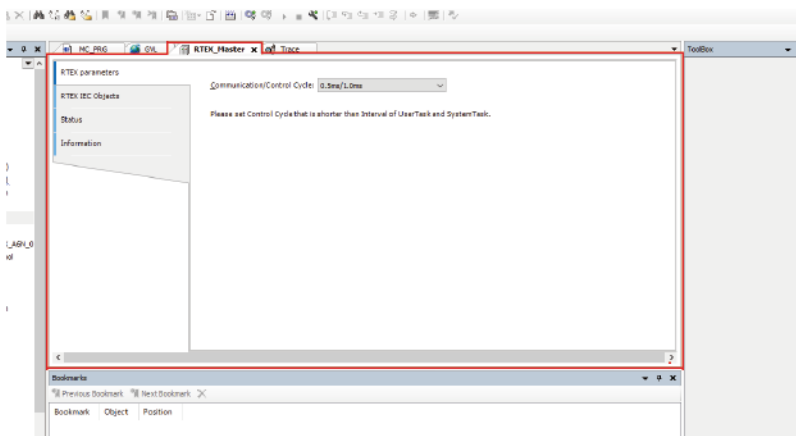 MC_PRG
GVL
RTEX_Master
Trace
ToolBox
RTEX parameters
RTEX IEC Objects
Status
Information
Communication/Control Cycle:
0.5ms/1.0ms
Please set Control Cycle that is shorter than Interval of UserTask and SystemTask.
_A6N_0
Bookmarks
Previous Bookmark
Next Bookmark
Bookmark
Object
Position